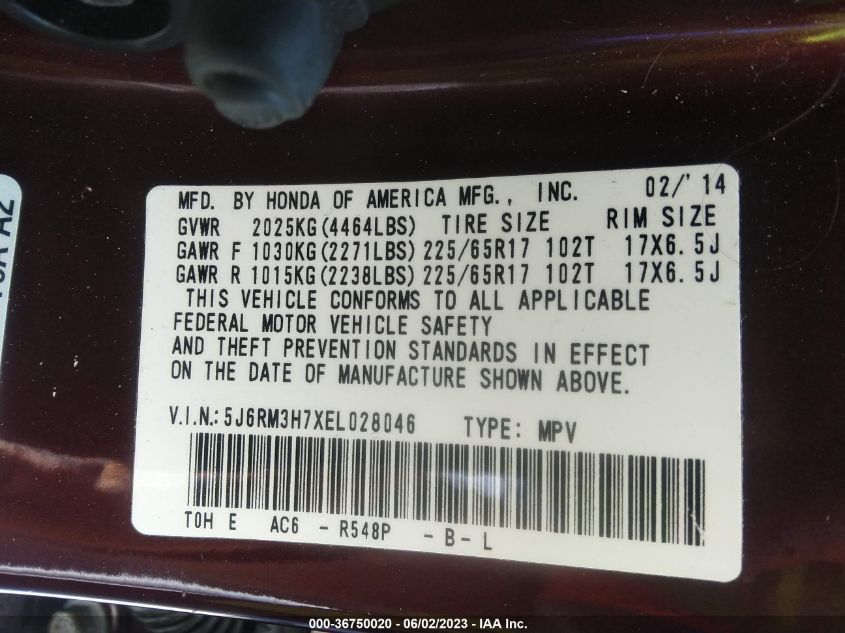 MFD. BY HONDA OF AMERICA MFG., INC. 02/'14
GVWR 2025KG(4464LBS) TIRE SIZE RIM SIZE
GAWR F 1030KG(2271LBS) 225/65R17 102T 17X6.5J
GAWR R 1015KG(2238LBS) 225/65R17 102T 17X6.5J
THIS VEHICLE CONFORMS TO ALL APPLICABLE
FEDERAL MOTOR VEHICLE SAFETY
AND THEFT PREVENTION STANDARDS IN EFFECT
ON THE DATE OF MANUFACTURE SHOWN ABOVE.
V.I.N.: 5J6RM3H7XEL028046 TYPE: MPV
T0H E AC6 - R548P - B - L
000-36750020 - 06/02/2023 - IAA Inc.